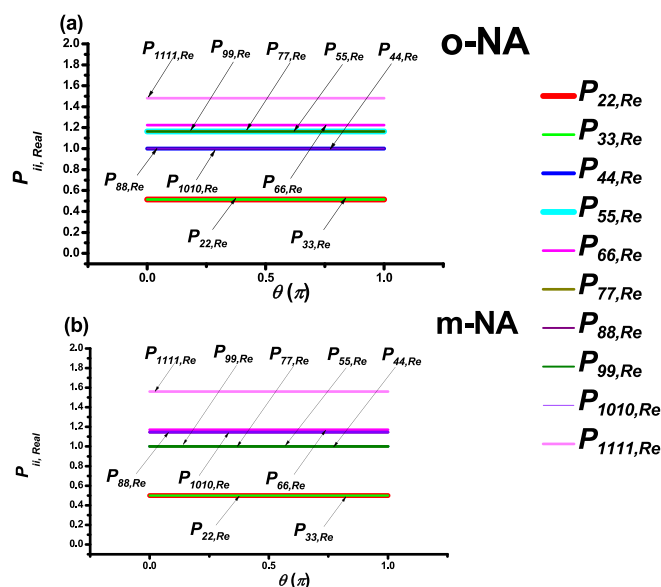 (a)
o-NA
2.0
1.8
1.6
1.4
1.2
1.0
0.8
0.6
0.4
0.2
0.0
P ii, Real
P1111,Re
P99,Re
P77,Re
P55,Re
P44,Re
P88,Re
P1010,Re
P66,Re
P22,Re
P33,Re
0.0
0.5
1.0
θ (π)
(b)
m-NA
2.0
1.8
1.6
1.4
1.2
1.0
0.8
0.6
0.4
0.2
0.0
P ii, Real
P1111,Re
P99,Re
P77,Re
P55,Re
P44,Re
P88,Re
P1010,Re
P66,Re
P22,Re
P33,Re
0.0
0.5
1.0
θ (π)
P22,Re
P33,Re
P44,Re
P55,Re
P66,Re
P77,Re
P88,Re
P99,Re
P1010,Re
P1111,Re